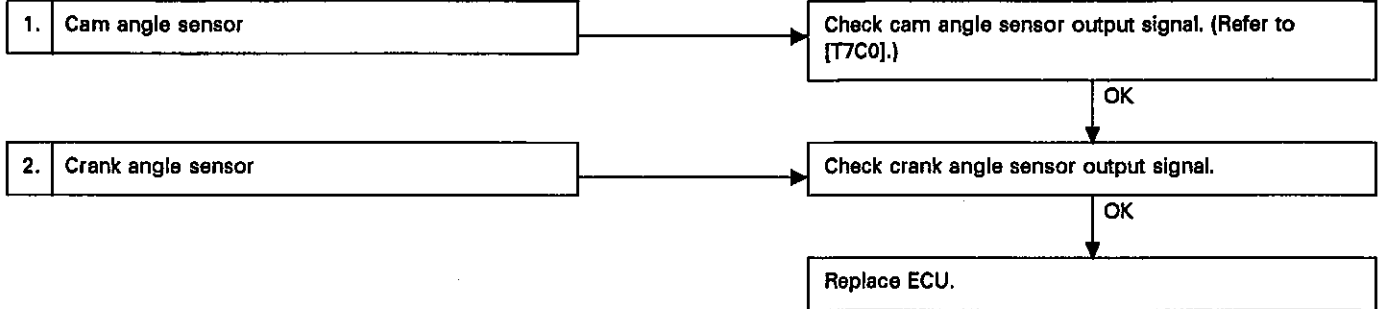 1. Cam angle sensor
Check cam angle sensor output signal. (Refer to
[T7C0].)
OK
2. Crank angle sensor
Check crank angle sensor output signal.
OK
Replace ECU.